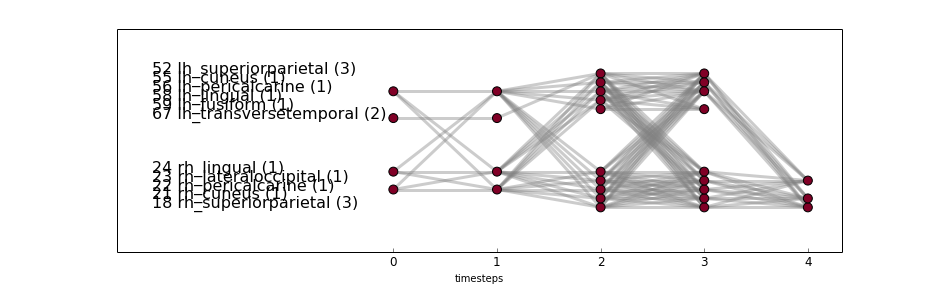 52 lh_superiorparietal (3)
55 lh_cuneus (1)
56 lh_pericalcarine (1)
58 lh_lingual (1)
59 lh_fusiform (1)
67 lh_transversetemporal (2)
24 rh_lingual (1)
23 rh_lateraloccipital (1)
22 rh_pericalcarine (1)
21 rh_cuneus (1)
18 rh_superiorparietal (3)
0 1 2 3 4
timesteps